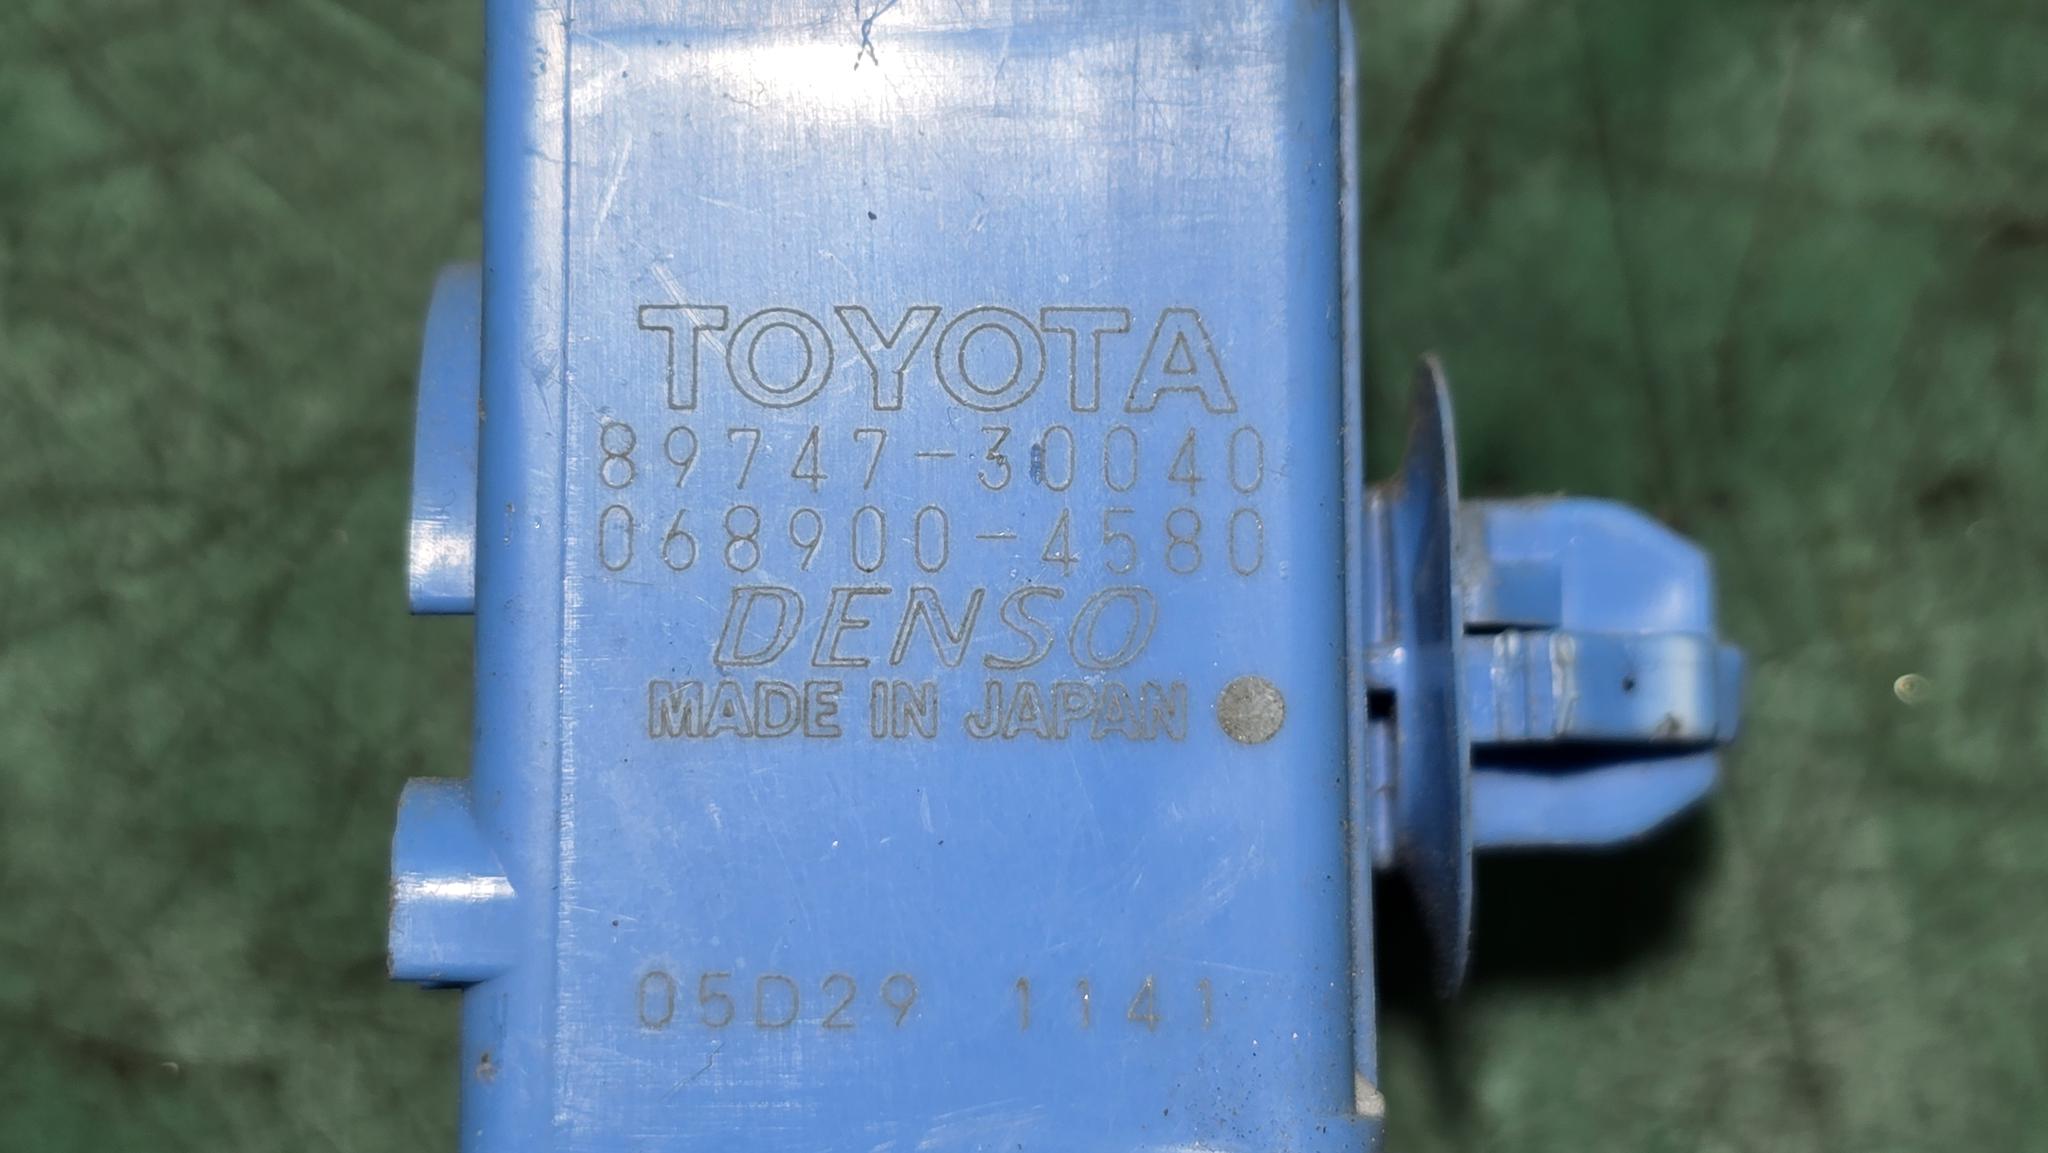 TOYOTA
89747-30040
068900-4580
DENSO
MADE IN JAPAN
05D29 1141